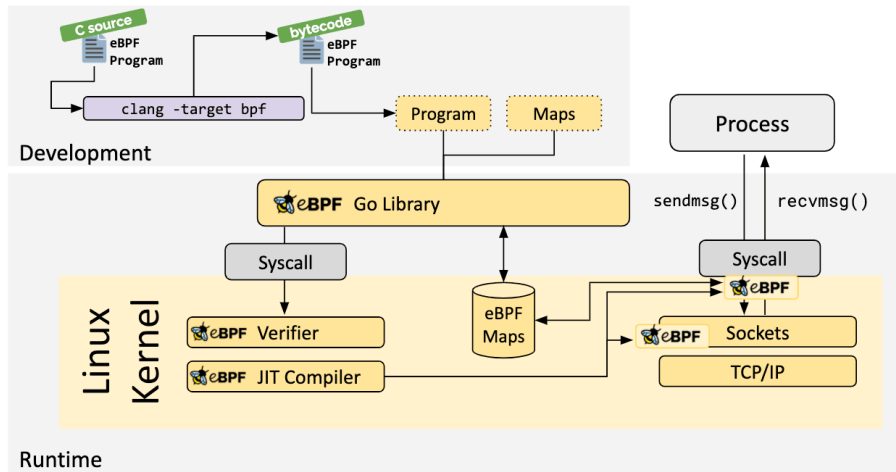 C source
eBPF
Program
bytecode
eBPF
Program
clang -target bpf
Program
Maps
Development
Process
sendmsg()
recvmsg()
eBPF Go Library
Syscall
Syscall
eBPF
Linux
Kernel
eBPF
Maps
eBPF Verifier
eBPF Sockets
eBPF JIT Compiler
TCP/IP
Runtime